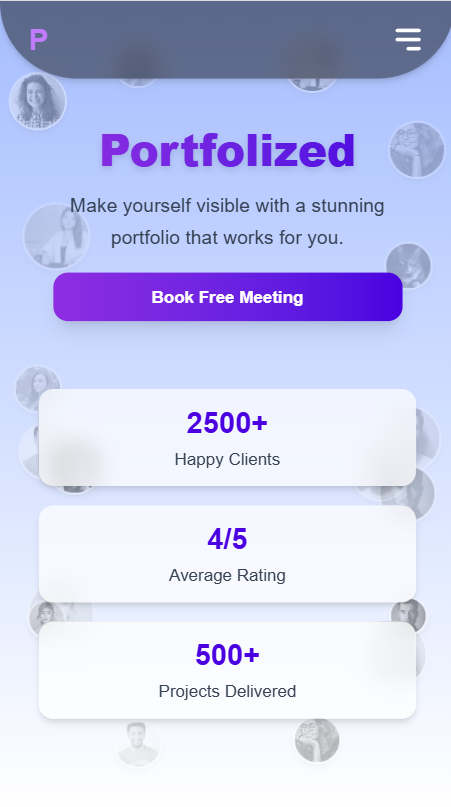 P
Portfolized
Make yourself visible with a stunning
portfolio that works for you.
Book Free Meeting
2500+
Happy Clients
4/5
Average Rating
500+
Projects Delivered